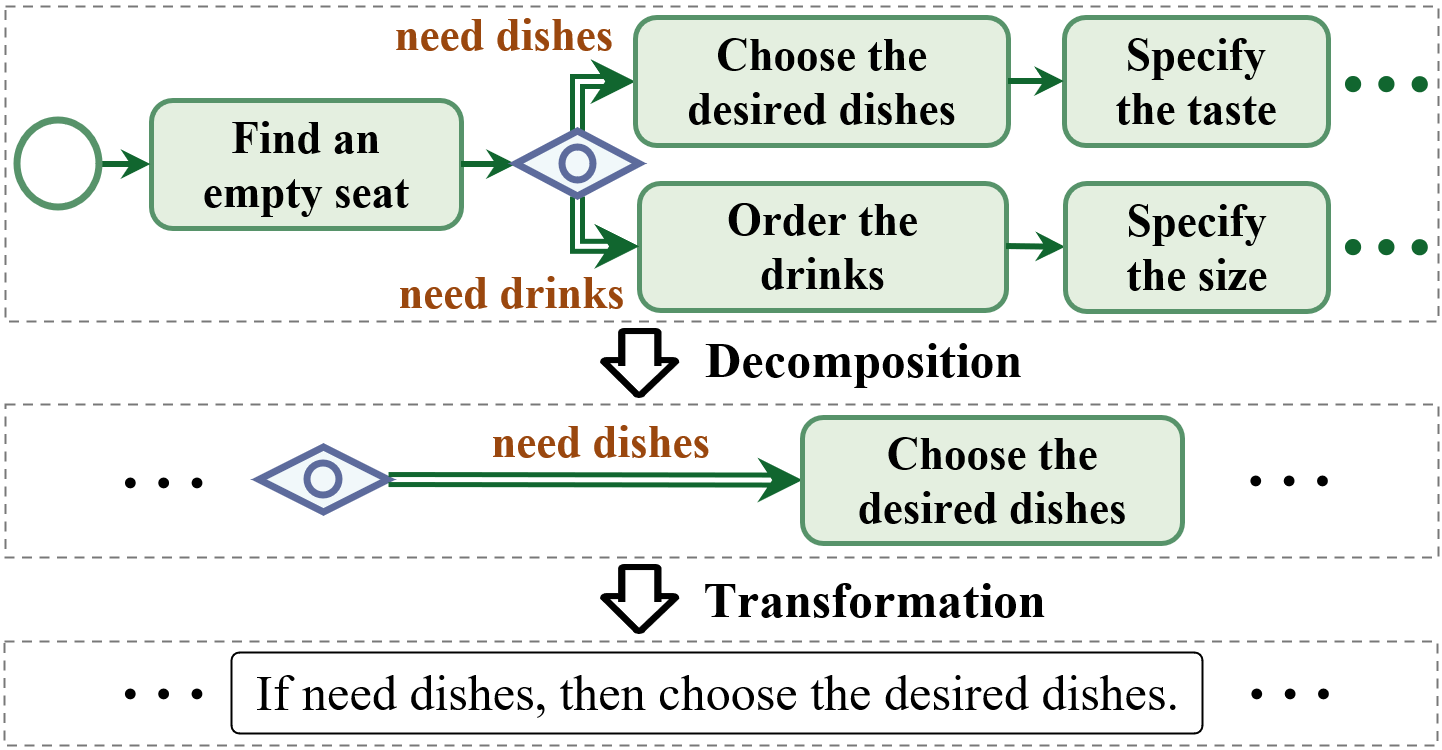 need dishes
Choose the
desired dishes
Specify
the taste
Find an
empty seat
Order the
drinks
Specify
the size
need drinks
Decomposition
need dishes
Choose the
desired dishes
Transformation
If need dishes, then choose the desired dishes.